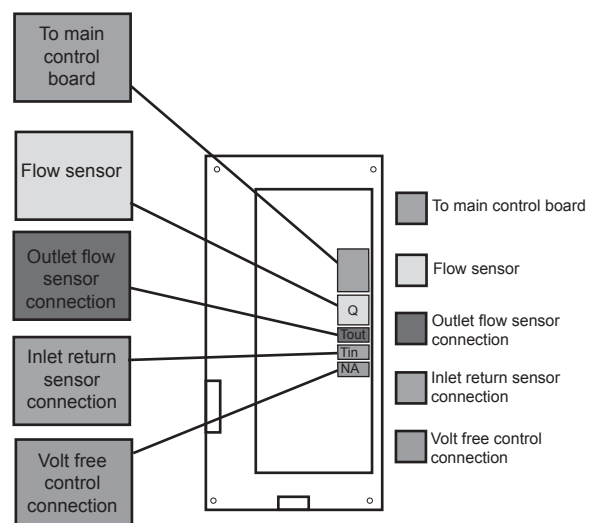 To main
control
board
Flow sensor
Outlet flow
sensor
connection
Inlet return
sensor
connection
Volt free
control
connection
Q
Tout
Tin
NA
To main control board
Flow sensor
Outlet flow sensor
connection
Inlet return sensor
connection
Volt free control
connection